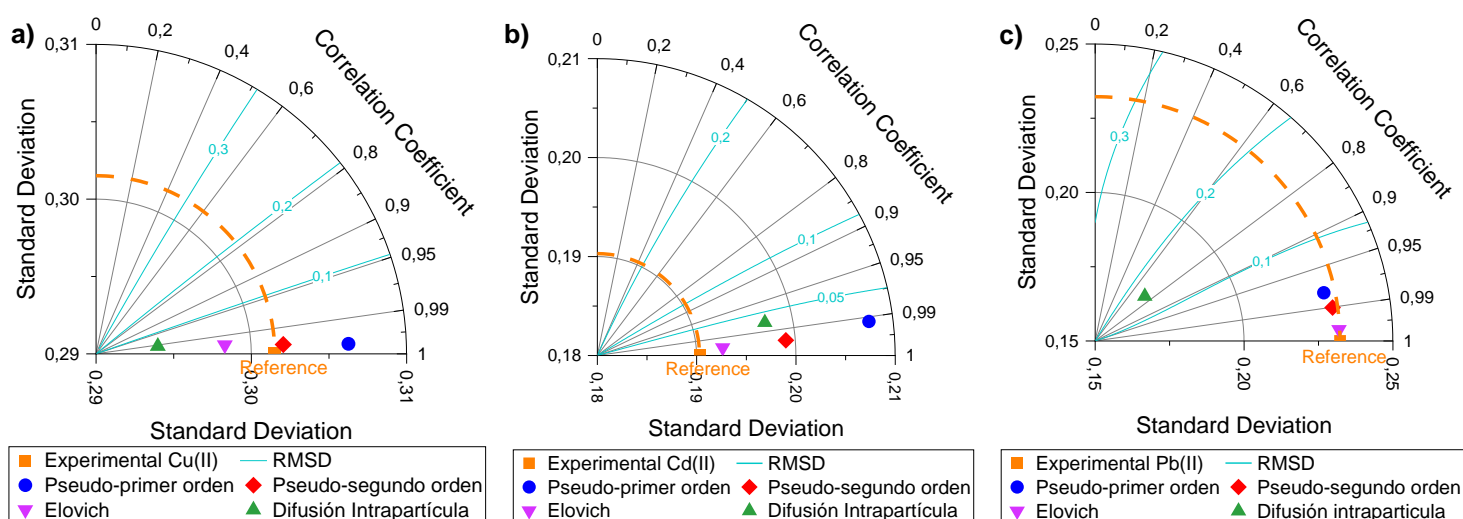 a)
0
0,2
0,4
0,6
0,8
0,9
0,95
0,99
1
Correlation Coefficient
0,31
0,30
0,29
Standard Deviation
0,3
0,2
0,1
Reference
0,29
0,30
0,31
Standard Deviation
Experimental Cu(II) RMSD
Pseudo-primer orden Pseudo-segundo orden
Elovich Difusión Intrapartícula
b)
0
0,2
0,4
0,6
0,8
0,9
0,95
0,99
1
Correlation Coefficient
0,21
0,20
0,19
0,18
Standard Deviation
0,2
0,1
0,05
Reference
0,18
0,19
0,20
0,21
Standard Deviation
Experimental Cd(II) RMSD
Pseudo-primer orden Pseudo-segundo orden
Elovich Difusión Intrapartícula
c)
0
0,2
0,4
0,6
0,8
0,9
0,95
0,99
1
Correlation Coefficient
0,25
0,20
0,15
Standard Deviation
0,3
0,2
0,1
Reference
0,15
0,20
0,25
Standard Deviation
Experimental Pb(II) RMSD
Pseudo-primer orden Pseudo-segundo orden
Elovich Difusión intraparticula